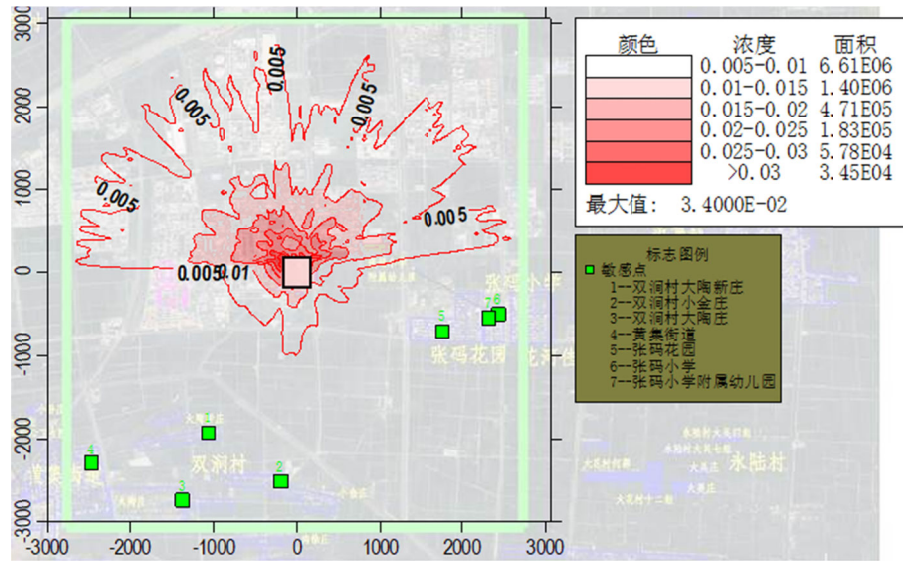 3000
2000
1000
0
-1000
-2000
-3000
-3000 -2000 -1000 0 1000 2000 3000
0.005
0.005
0.005
0.005
0.005
0.005
0.01
颜色 浓度 面积
0.005-0.01 6.61E06
0.01-0.015 1.40E06
0.015-0.02 4.71E05
0.02-0.025 1.83E05
0.025-0.03 5.78E04
>0.03 3.45E04
最大值: 3.4000E-02
标志图例
敏感点
1--双涧村大陶新庄
2--双涧村小金庄
3--双涧村大陶庄
4--黄集街道
5--张码花园
6--张码小学
7--张码小学附属幼儿园
张码小学
7 6
5
张码花园
1
4
双涧村
2
3
永陆村